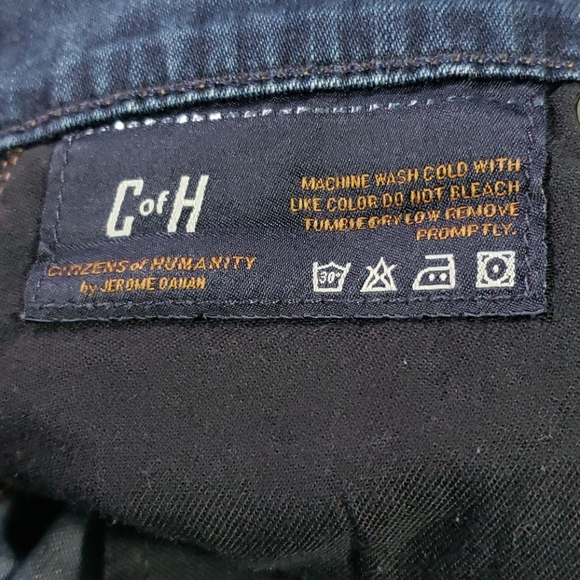 C of H
CITIZENS of HUMANITY
by JEROME DAHAN
MACHINE WASH COLD WITH
LIKE COLOR DO NOT BLEACH
TUMBLE DRY LOW REMOVE
PROMPTLY.
30°